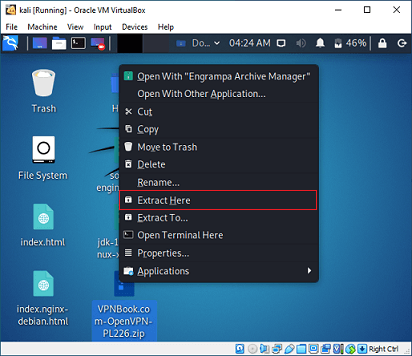 kali [Running] - Oracle VM VirtualBox
File Machine View Input Devices Help
Do... 04:24 AM 46%
Trash
File System
index.html
index.nginx-debian.html
H
so
engin
jdk-1
nux-x
VPNBook.co
m-OpenVPN-
PL226.zip
Open With "Engrampa Archive Manager"
Open With Other Application...
Cut
Copy
Move to Trash
Delete
Rename...
Extract Here
Extract To...
Open Terminal Here
Properties...
Applications
Right Ctrl